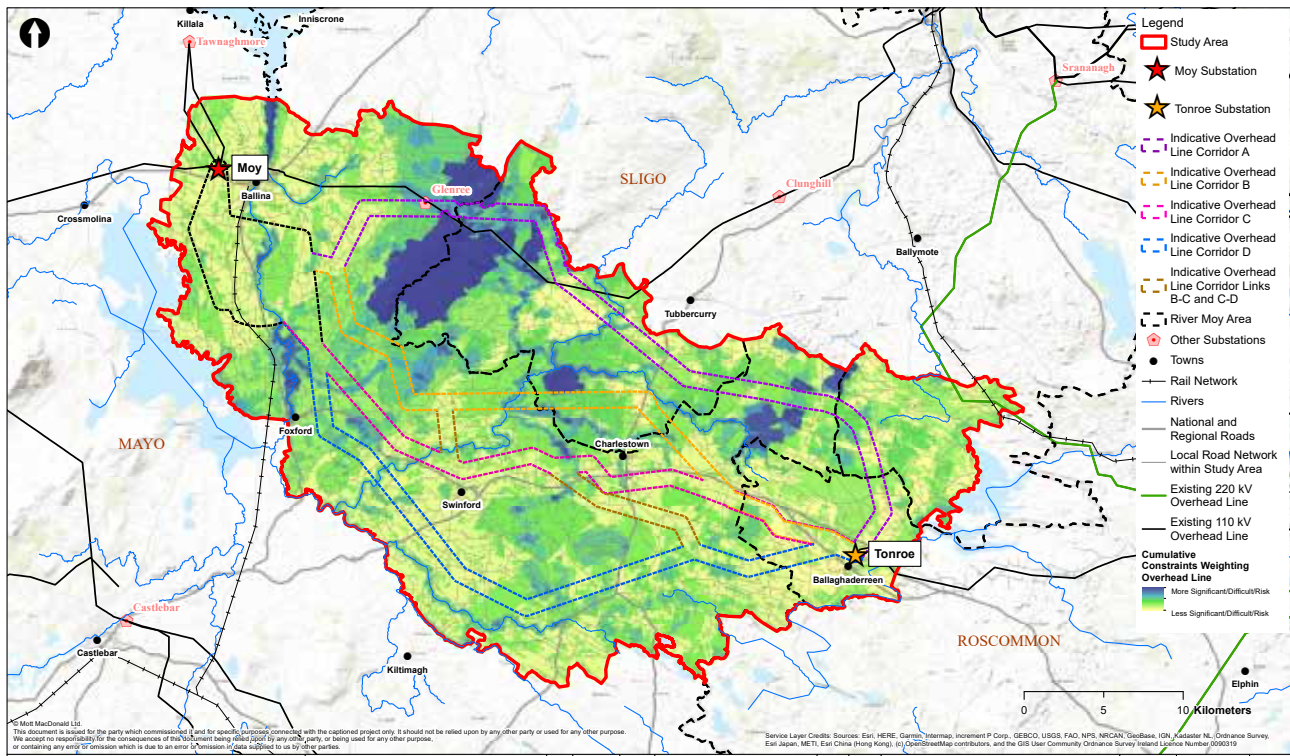 Killala
Inniscrone
Tawnaghmore
Moy
Ballina
Crossmolina
Glenree
SLIGO
Clunghill
Srananagh
Ballymote
Tubbercurry
MAYO
Foxford
Charlestown
Swinford
Tonroe
Ballaghaderreen
Castlebar
Castlebar
Kiltimagh
ROSCOMMON
Elphin
Legend
Study Area
Moy Substation
Tonroe Substation
Indicative Overhead
Line Corridor A
Indicative Overhead
Line Corridor B
Indicative Overhead
Line Corridor C
Indicative Overhead
Line Corridor D
Indicative Overhead
Line Corridor Links
B-C and C-D
River Moy Area
Other Substations
Towns
Rail Network
Rivers
National and
Regional Roads
Local Road Network
within Study Area
Existing 220 kV
Overhead Line
Existing 110 kV
Overhead Line
Cumulative
Constraints Weighting
Overhead Line
More Significant/Difficult/Risk
Less Significant/Difficult/Risk
0 5 10
Kilometers
© Mott MacDonald Ltd.
This document is issued for the party which commissioned it and for specific purposes connected with the captioned project only. It should not be relied upon by any other party or used for any other purpose.
We accept no responsibility for the consequences of this document being relied upon by any other party, or being used for any other purpose,
or containing any error or omission which is due to an error or omission in data supplied to us by other parties.
Service Layer Credits: Sources: Esri, HERE, Garmin, Intermap, increment P Corp., GEBCO, USGS, FAO, NPS, NRCAN, GeoBase, IGN, Kadaster NL, Ordnance Survey,
Esri Japan, METI, Esri China (Hong Kong), (c) OpenStreetMap contributors, and the GIS User Community Ordnance Survey Ireland Licence Number 0090319